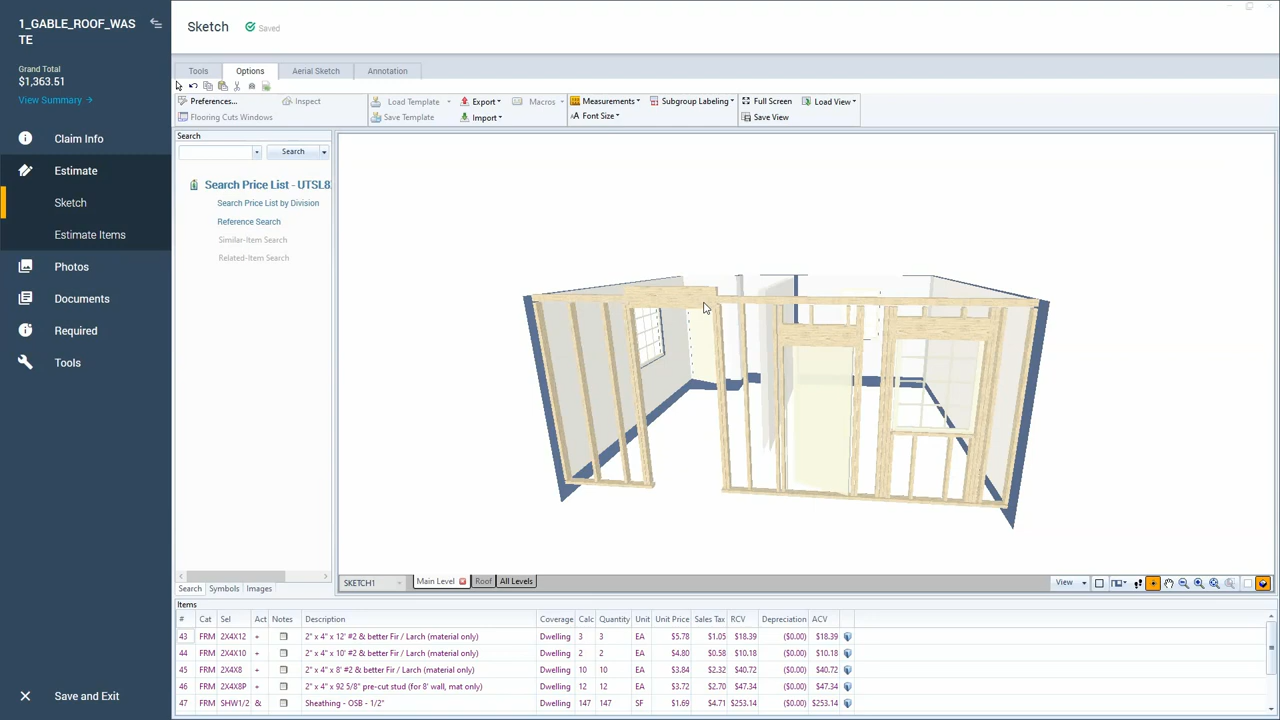 1_GABLE_ROOF_WAS
TE
Grand Total
$1,363.51
View Summary
Claim Info
Estimate
Sketch
Estimate Items
Photos
Documents
Required
Tools
Save and Exit
Sketch
Saved
Tools Options Aerial Sketch Annotation
Preferences... Inspect Load Template Export Macros Measurements Subgroup Labeling Full Screen Load View
Flooring Cuts Windows Save Template Import Font Size Save View
Search
Search
Search Price List - UTSL8
Search Price List by Division
Reference Search
Similar-Item Search
Related-Item Search
Search Symbols Images
SKETCH1 Main Level Roof All Levels View
Items
# Cat Sel Act Notes Description Coverage Calc Quantity Unit Unit Price Sales Tax RCV Depreciation ACV
43 FRM 2X4X12 + 2" x 4" x 12' #2 & better Fir / Larch (material only) Dwelling 3 3 EA $5.78 $1.05 $18.39 ($0.00) $18.39
44 FRM 2X4X10 + 2" x 4" x 10' #2 & better Fir / Larch (material only) Dwelling 2 2 EA $4.80 $0.58 $10.18 ($0.00) $10.18
45 FRM 2X4X8 + 2" x 4" x 8' #2 & better Fir / Larch (material only) Dwelling 10 10 EA $3.84 $2.32 $40.72 ($0.00) $40.72
46 FRM 2X4X8P + 2" x 4" x 92 5/8" pre-cut stud (for 8' wall, mat only) Dwelling 12 12 EA $3.72 $2.70 $47.34 ($0.00) $47.34
47 FRM SHW1/2 & Sheathing - OSB - 1/2" Dwelling 147 147 SF $1.69 $4.71 $253.14 ($0.00) $253.14